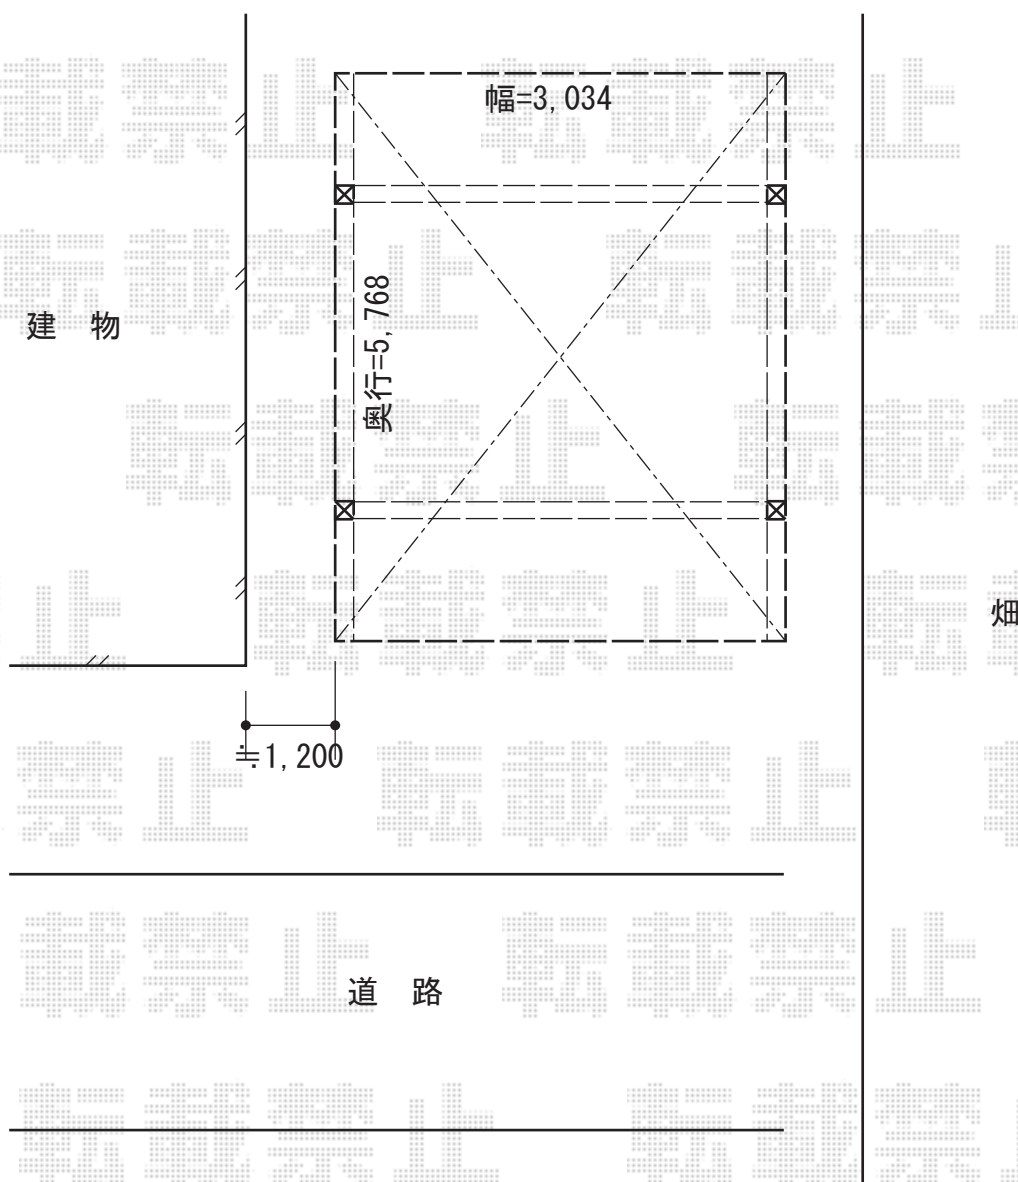 幅=3,034
奥行=5,768
建 物
畑
≒1,200
道 路
転載禁止